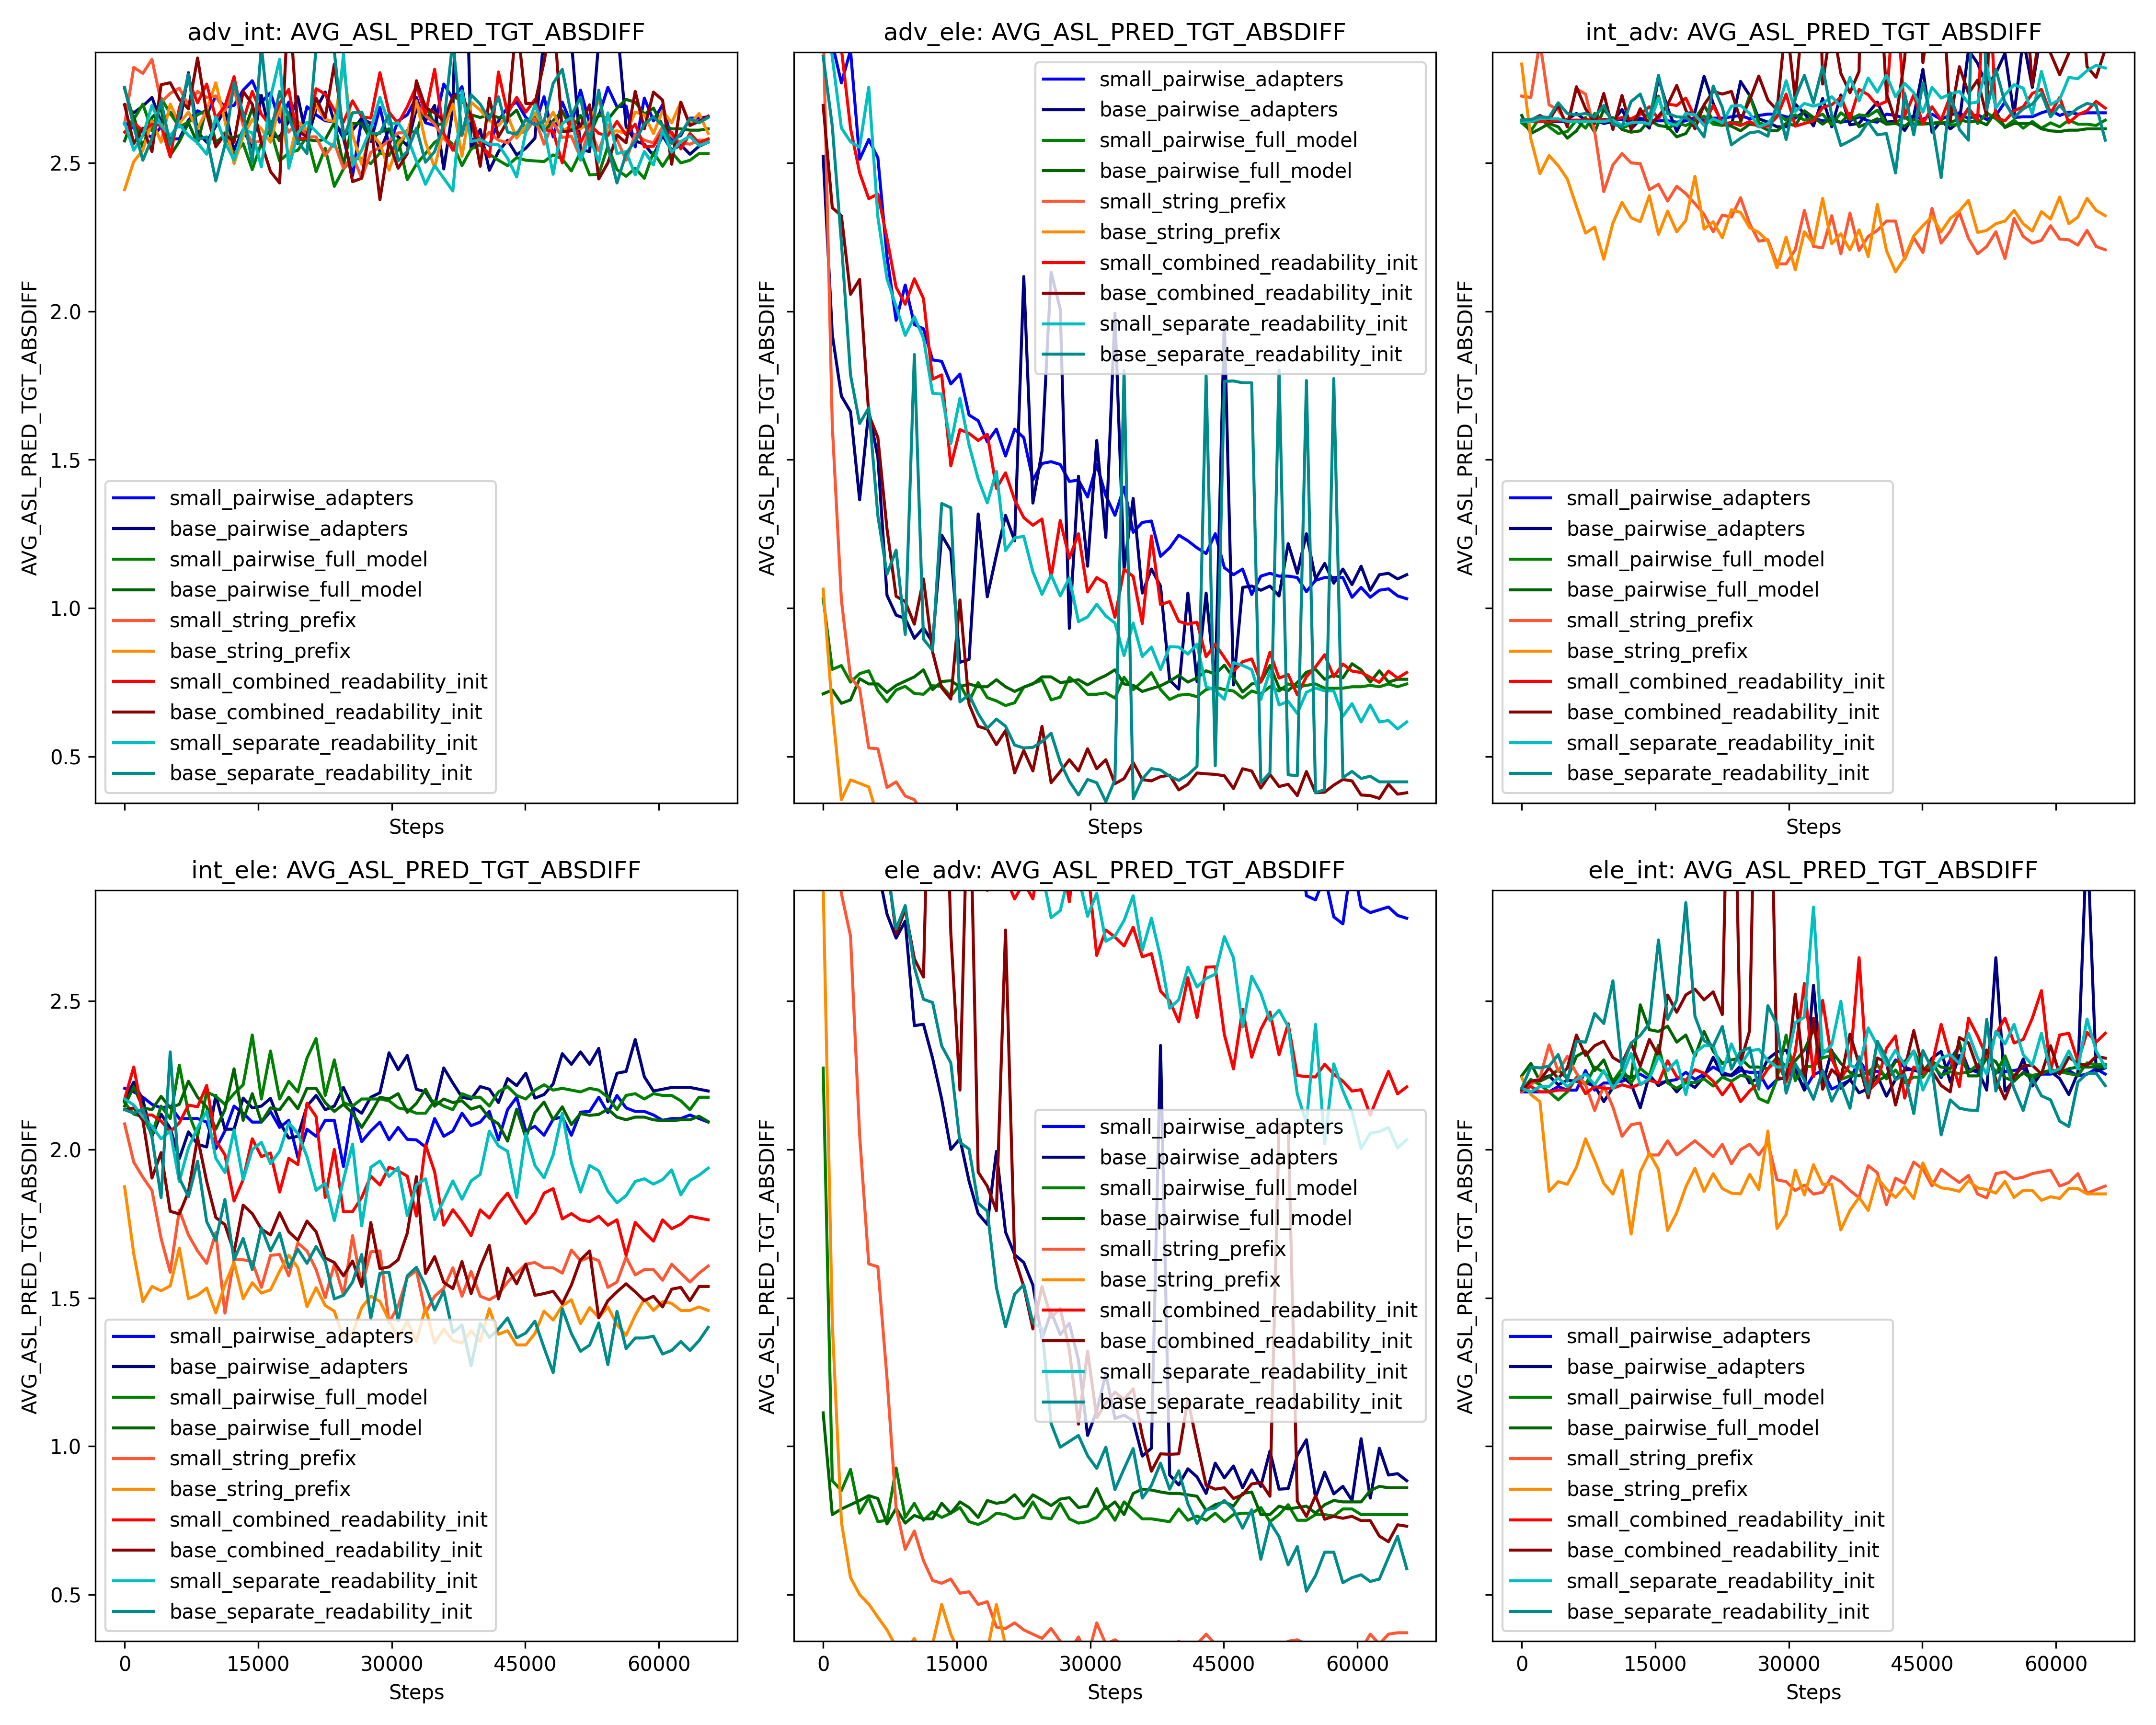 adv_int: AVG_ASL_PRED_TGT_ABSDIFF
AVG_ASL_PRED_TGT_ABSDIFF
2.5
2.0
1.5
1.0
0.5
small_pairwise_adapters
base_pairwise_adapters
small_pairwise_full_model
base_pairwise_full_model
small_string_prefix
base_string_prefix
small_combined_readability_init
base_combined_readability_init
small_separate_readability_init
base_separate_readability_init
0
15000
30000
45000
60000
Steps
adv_ele: AVG_ASL_PRED_TGT_ABSDIFF
AVG_ASL_PRED_TGT_ABSDIFF
small_pairwise_adapters
base_pairwise_adapters
small_pairwise_full_model
base_pairwise_full_model
small_string_prefix
base_string_prefix
small_combined_readability_init
base_combined_readability_init
small_separate_readability_init
base_separate_readability_init
Steps
int_adv: AVG_ASL_PRED_TGT_ABSDIFF
AVG_ASL_PRED_TGT_ABSDIFF
small_pairwise_adapters
base_pairwise_adapters
small_pairwise_full_model
base_pairwise_full_model
small_string_prefix
base_string_prefix
small_combined_readability_init
base_combined_readability_init
small_separate_readability_init
base_separate_readability_init
Steps
int_ele: AVG_ASL_PRED_TGT_ABSDIFF
AVG_ASL_PRED_TGT_ABSDIFF
2.5
2.0
1.5
1.0
0.5
small_pairwise_adapters
base_pairwise_adapters
small_pairwise_full_model
base_pairwise_full_model
small_string_prefix
base_string_prefix
small_combined_readability_init
base_combined_readability_init
small_separate_readability_init
base_separate_readability_init
0 15000 30000 45000 60000
Steps
ele_adv: AVG_ASL_PRED_TGT_ABSDIFF
AVG_ASL_PRED_TGT_ABSDIFF
small_pairwise_adapters
base_pairwise_adapters
small_pairwise_full_model
base_pairwise_full_model
small_string_prefix
base_string_prefix
small_combined_readability_init
base_combined_readability_init
small_separate_readability_init
base_separate_readability_init
0 15000 30000 45000 60000
Steps
ele_int: AVG_ASL_PRED_TGT_ABSDIFF
AVG_ASL_PRED_TGT_ABSDIFF
small_pairwise_adapters
base_pairwise_adapters
small_pairwise_full_model
base_pairwise_full_model
small_string_prefix
base_string_prefix
small_combined_readability_init
base_combined_readability_init
small_separate_readability_init
base_separate_readability_init
0 15000 30000 45000 60000
Steps